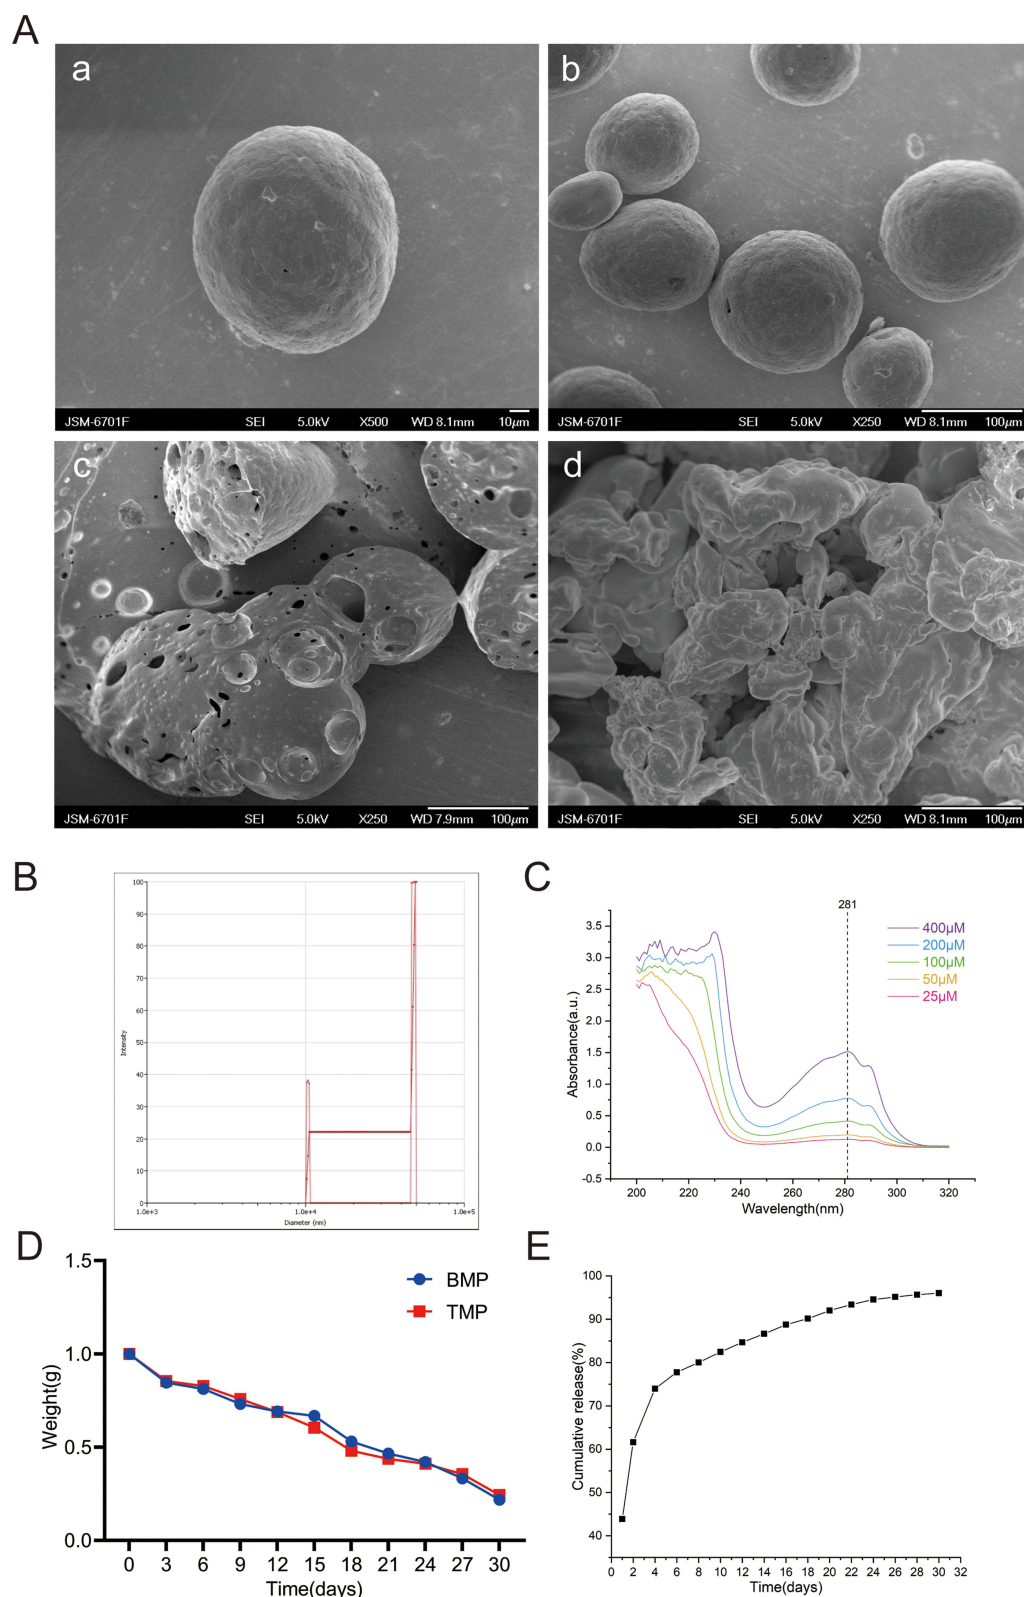 A
a
b
JSM-6701F SEI 5.0kV X500 WD 8.1mm 10µm
JSM-6701F SEI 5.0kV X250 WD 8.1mm 100µm
c
d
JSM-6701F SEI 5.0kV X250 WD 7.9mm 100µm
JSM-6701F SEI 5.0kV X250 WD 8.1mm 100µm
B
100
90
80
70
60
50
40
30
20
10
0
Intensity
1.0e+3 1.0e+4 1.0e+5
Diameter (nm)
C
281
400µM
200µM
100µM
50µM
25µM
3.5
3.0
2.5
2.0
1.5
1.0
0.5
0.0
-0.5
Absorbance(a.u.)
200 220 240 260 280 300 320
Wavelength(nm)
D
BMP
TMP
1.5
1.0
0.5
0.0
Weight(g)
0 3 6 9 12 15 18 21 24 27 30
Time(days)
E
100
90
80
70
60
50
40
Cumulative release(%)
0 2 4 6 8 10 12 14 16 18 20 22 24 26 28 30 32
Time(days)